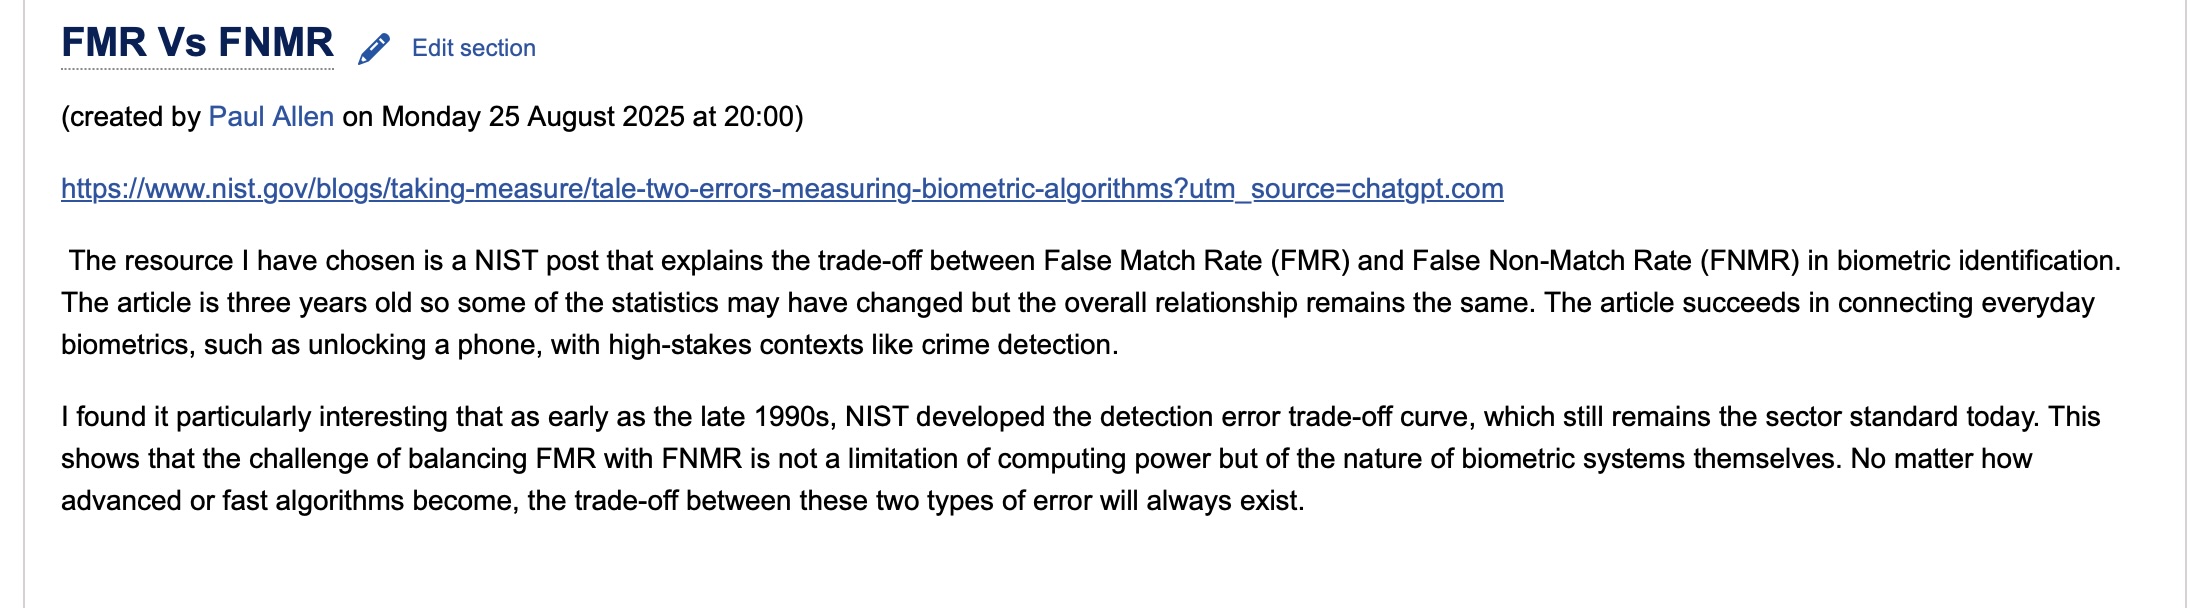 FMR Vs FNMR Edit section
(created by Paul Allen on Monday 25 August 2025 at 20:00)
https://www.nist.gov/blogs/taking-measure/tale-two-errors-measuring-biometric-algorithms?utm_source=chatgpt.com
The resource I have chosen is a NIST post that explains the trade-off between False Match Rate (FMR) and False Non-Match Rate (FNMR) in biometric identification.
The article is three years old so some of the statistics may have changed but the overall relationship remains the same. The article succeeds in connecting everyday
biometrics, such as unlocking a phone, with high-stakes contexts like crime detection.
I found it particularly interesting that as early as the late 1990s, NIST developed the detection error trade-off curve, which still remains the sector standard today. This
shows that the challenge of balancing FMR with FNMR is not a limitation of computing power but of the nature of biometric systems themselves. No matter how
advanced or fast algorithms become, the trade-off between these two types of error will always exist.